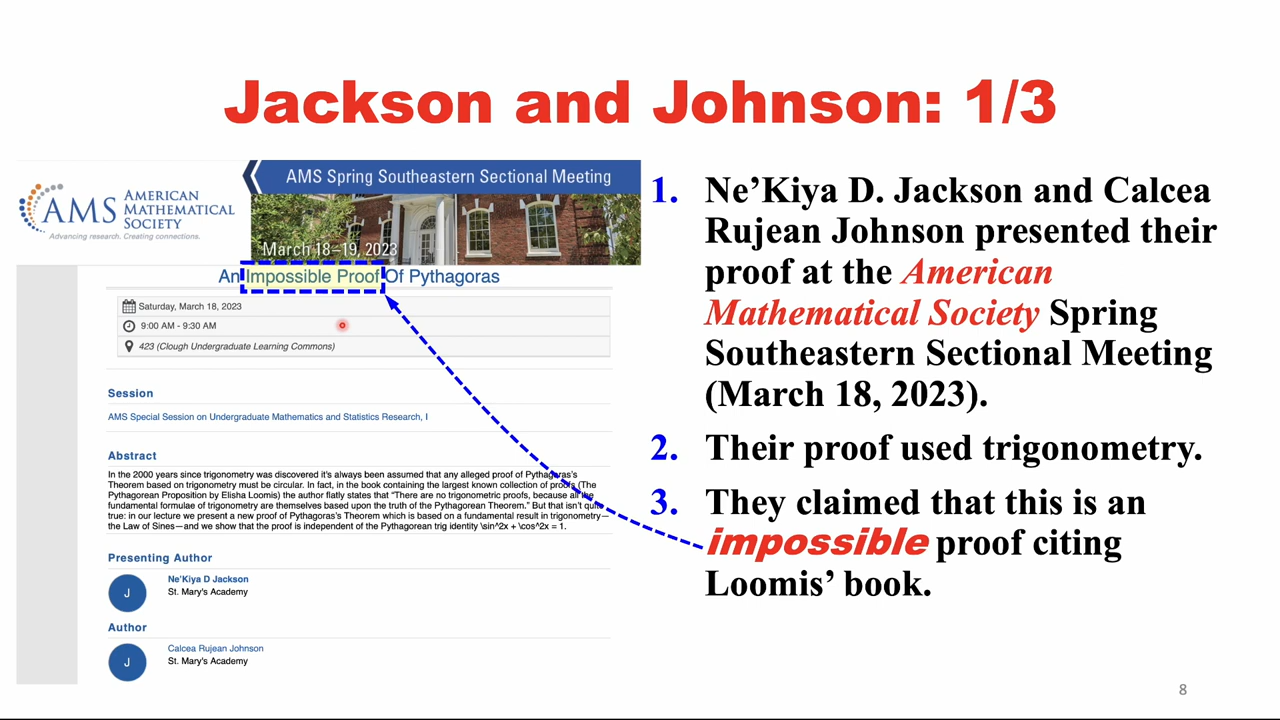 Jackson and Johnson: 1/3
AMS AMERICAN
MATHEMATICAL
SOCIETY
Advancing research. Creating connections.
AMS Spring Southeastern Sectional Meeting
March 18–19, 2023
An Impossible Proof Of Pythagoras
Saturday, March 18, 2023
9:00 AM - 9:30 AM
423 (Clough Undergraduate Learning Commons)
Session
AMS Special Session on Undergraduate Mathematics and Statistics Research, I
Abstract
In the 2000 years since trigonometry was discovered it's always been assumed that any alleged proof of Pythagoras's
Theorem based on trigonometry must be circular. In fact, in the book containing the largest known collection of proofs (The
Pythagorean Proposition by Elisha Loomis) the author flatly states that "There are no trigonometric proofs, because all the
fundamental formulae of trigonometry are themselves based upon the truth of the Pythagorean Theorem." But that isn't quite
true: in our lecture we present a new proof of Pythagoras's Theorem which is based on a fundamental result in trigonometry—
the Law of Sines—and we show that the proof is independent of the Pythagorean trig identity \sin^2x + \cos^2x = 1.
Presenting Author
J
Ne'Kiya D Jackson
St. Mary's Academy
Author
J
Calcea Rujean Johnson
St. Mary's Academy
1. Ne’Kiya D. Jackson and Calcea
Rujean Johnson presented their
proof at the American
Mathematical Society Spring
Southeastern Sectional Meeting
(March 18, 2023).
2. Their proof used trigonometry.
3. They claimed that this is an
impossible proof citing
Loomis’ book.
8